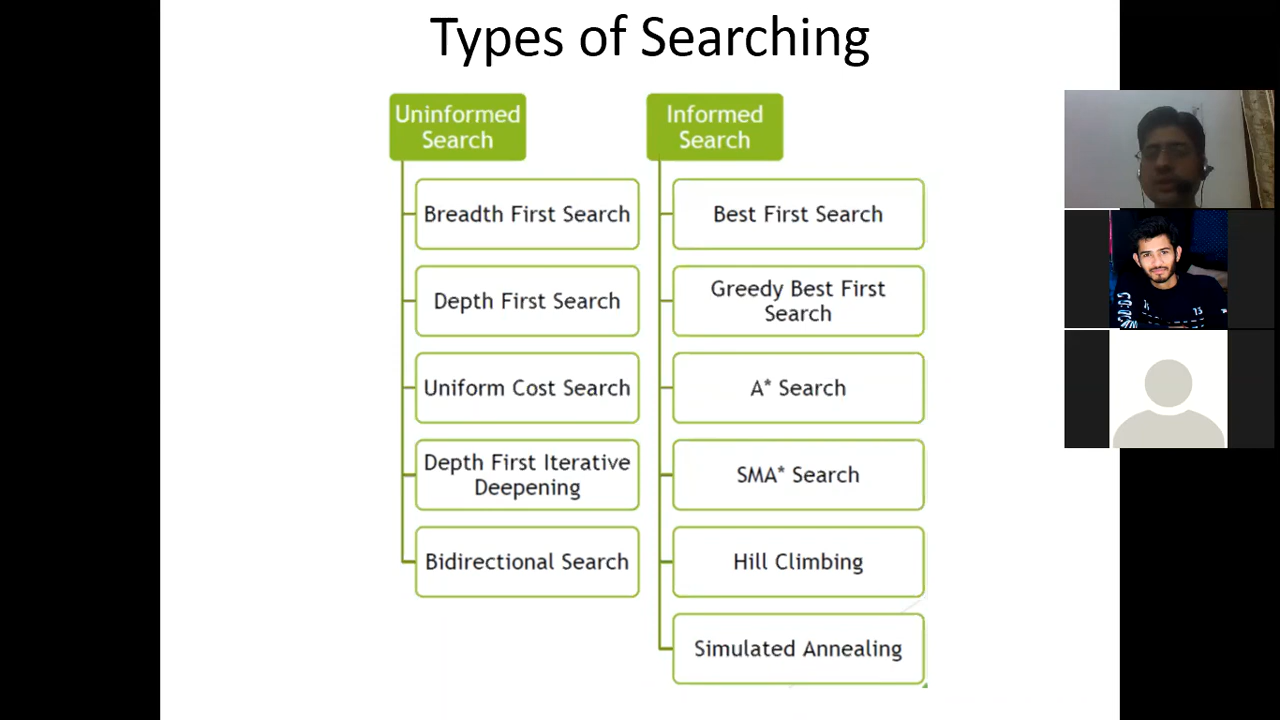 Types of Searching
Uninformed
Search
Breadth First Search
Depth First Search
Uniform Cost Search
Depth First Iterative
Deepening
Bidirectional Search
Informed
Search
Best First Search
Greedy Best First
Search
A* Search
SMA* Search
Hill Climbing
Simulated Annealing